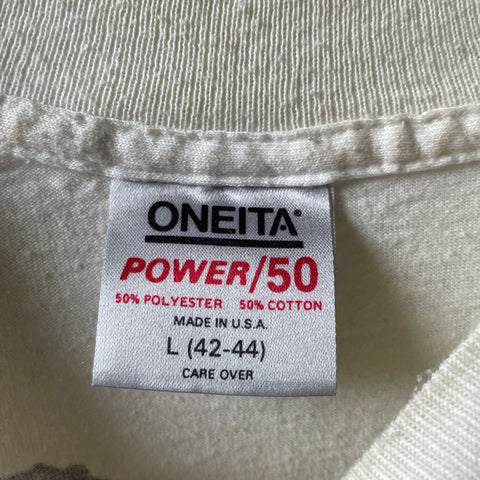 ONEITA®
POWER/50
50% POLYESTER 50% COTTON
MADE IN U.S.A.
L (42-44)
CARE OVER